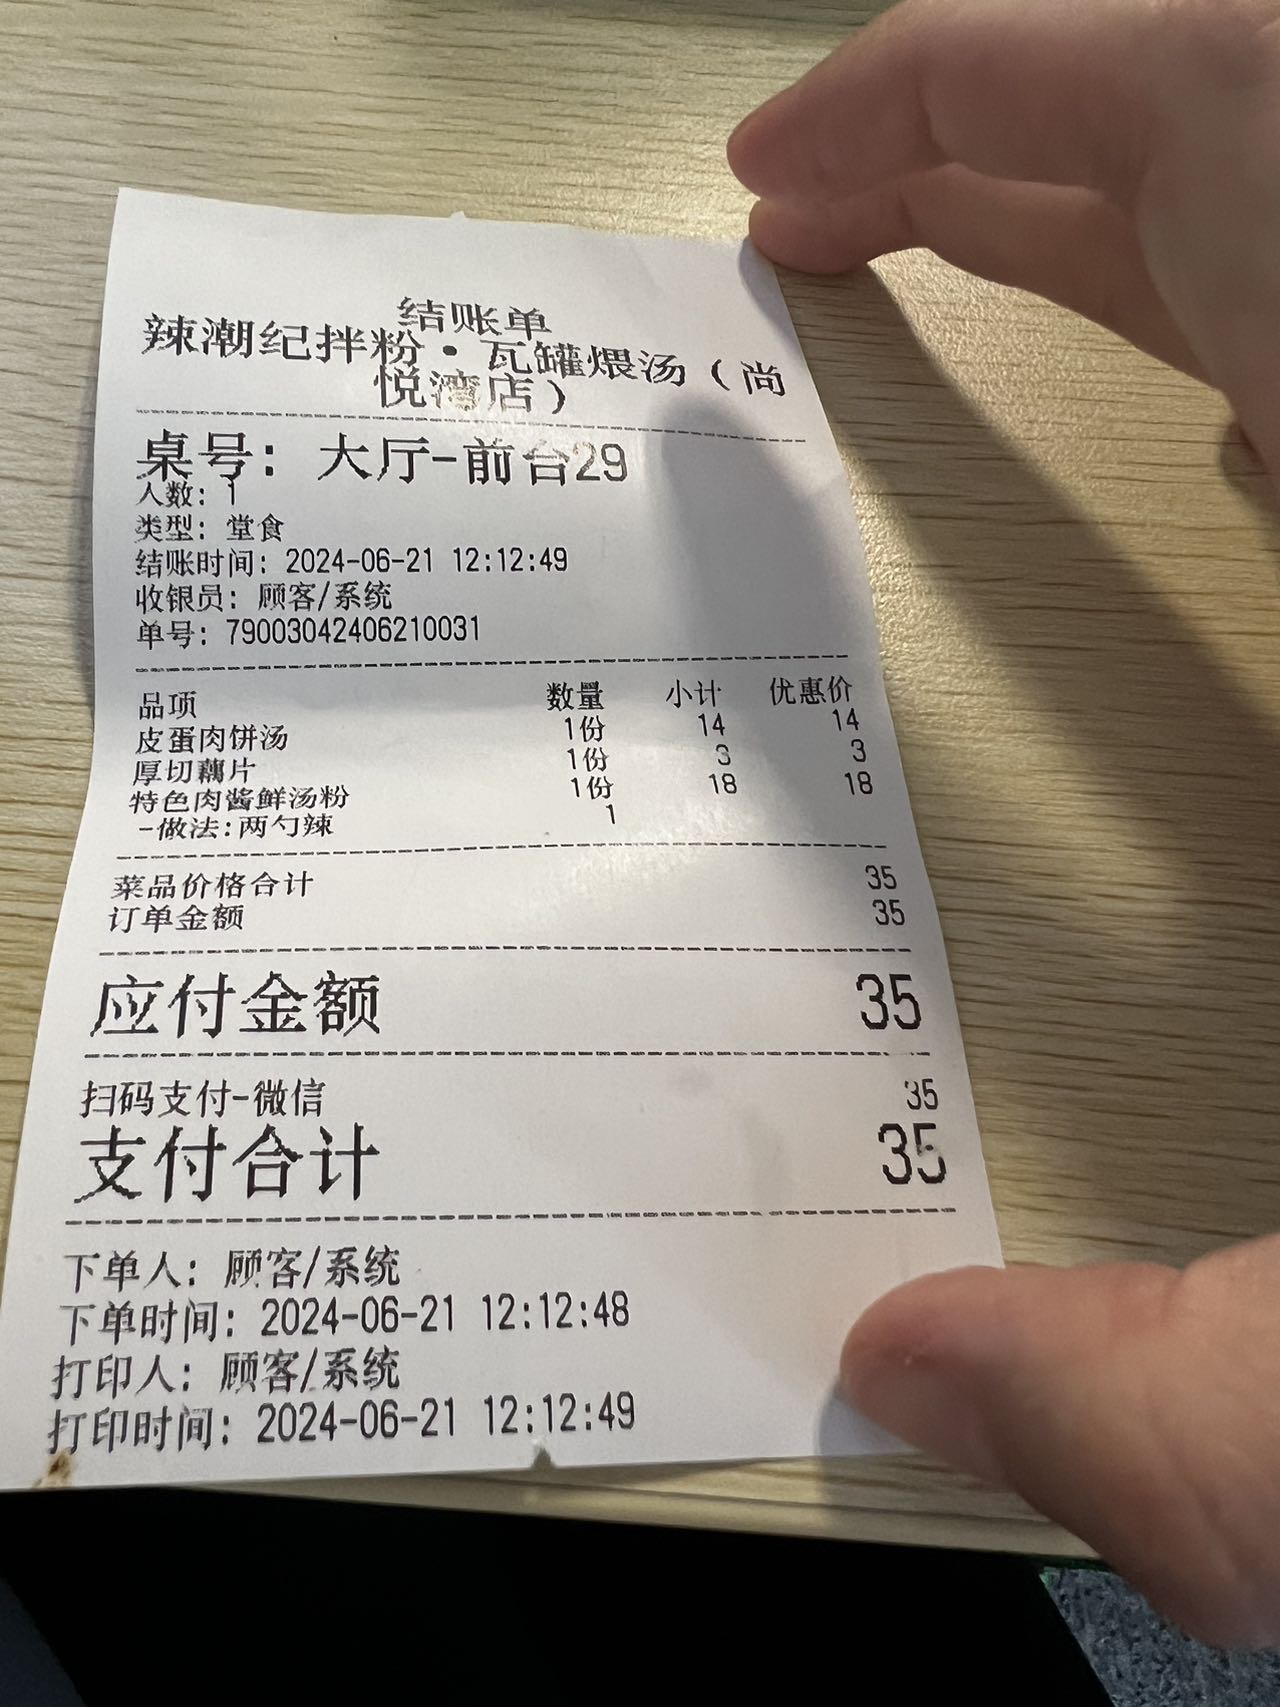 结账单
辣潮纪拌粉·瓦罐煨汤（尚
悦湾店）
桌号：大厅-前台29
人数：1
类型：堂食
结账时间：2024-06-21 12:12:49
收银员：顾客/系统
单号：79003042406210031
品项 数量 小计 优惠价
皮蛋肉饼汤 1份 14 14
厚切藕片 1份 3 3
特色肉酱鲜汤粉 1份 18 18
-做法:两勺辣 1
菜品价格合计 35
订单金额 35
应付金额 35
扫码支付-微信 35
支付合计 35
下单人：顾客/系统
下单时间：2024-06-21 12:12:48
打印人：顾客/系统
打印时间：2024-06-21 12:12:49